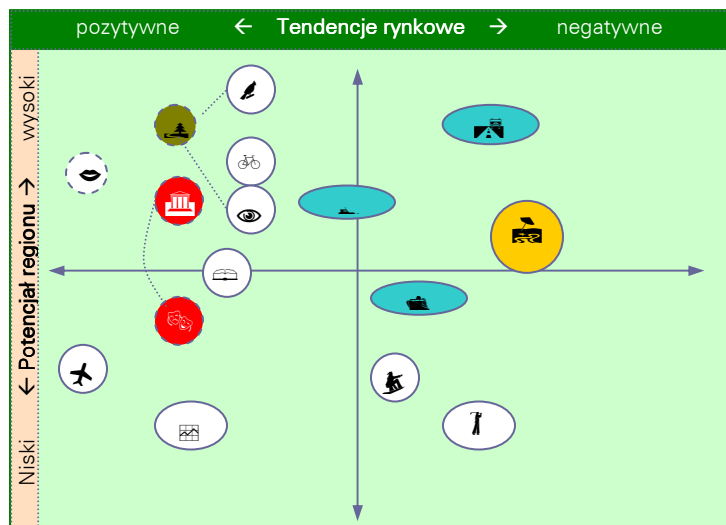 pozytywne ← Tendencje rynkowe → negatywne
wysoki
← Potencjał regionu →
Niski